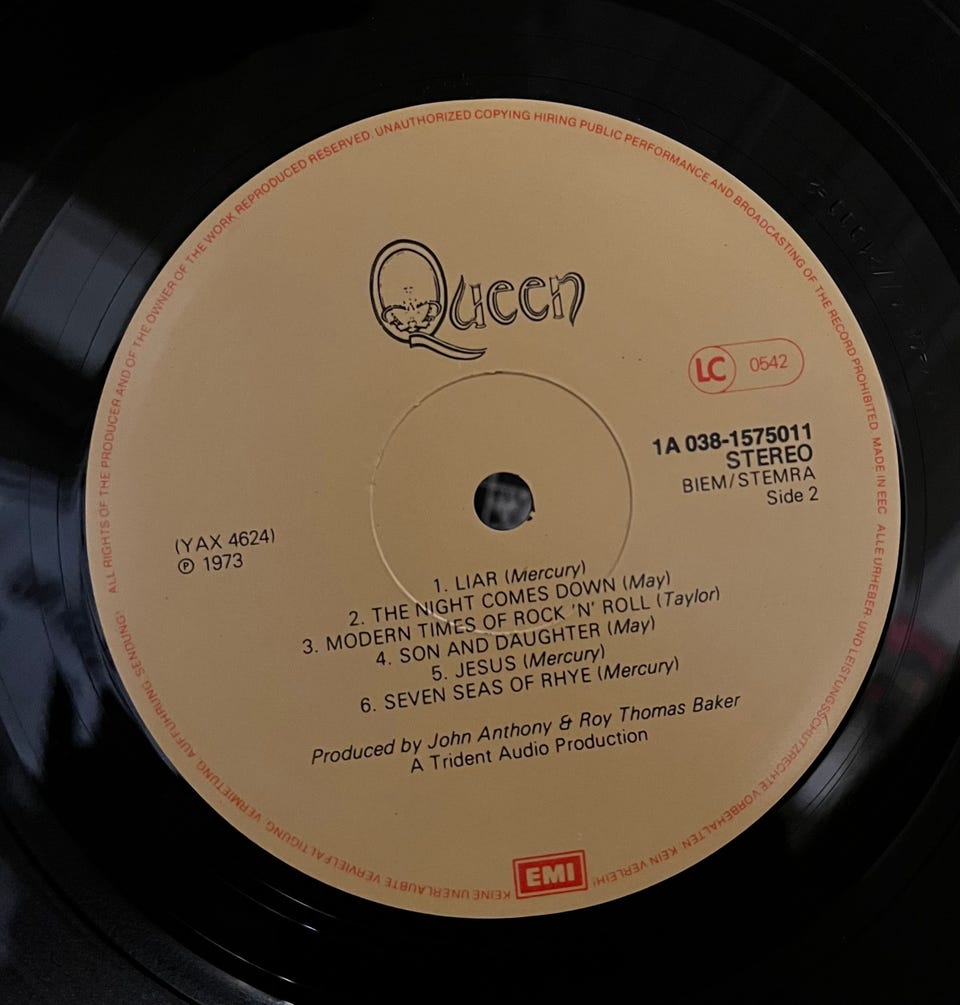 ALL RIGHTS OF THE PRODUCER AND OF THE OWNER OF THE WORK REPRODUCED RESERVED. UNAUTHORIZED COPYING HIRING PUBLIC PERFORMANCE AND BROADCASTING OF THE RECORD PROHIBITED. MADE IN EEC ALLE URHEBER- UND LEISTUNGSSCHUTZRECHTE VORBEHALTEN. KEIN VERLEIH! KEINE UNERLAUBTE VERVIELFALTIGUNG, VERMIETUNG, AUFFUHRUNG, SENDUNG!
Queen
LC 0542
1A 038-1575011
STEREO
BIEM/STEMRA
Side 2
(YAX 4624)
℗ 1973
1. LIAR (Mercury)
2. THE NIGHT COMES DOWN (May)
3. MODERN TIMES OF ROCK 'N' ROLL (Taylor)
4. SON AND DAUGHTER (May)
5. JESUS (Mercury)
6. SEVEN SEAS OF RHYE (Mercury)
Produced by John Anthony & Roy Thomas Baker
A Trident Audio Production
EMI